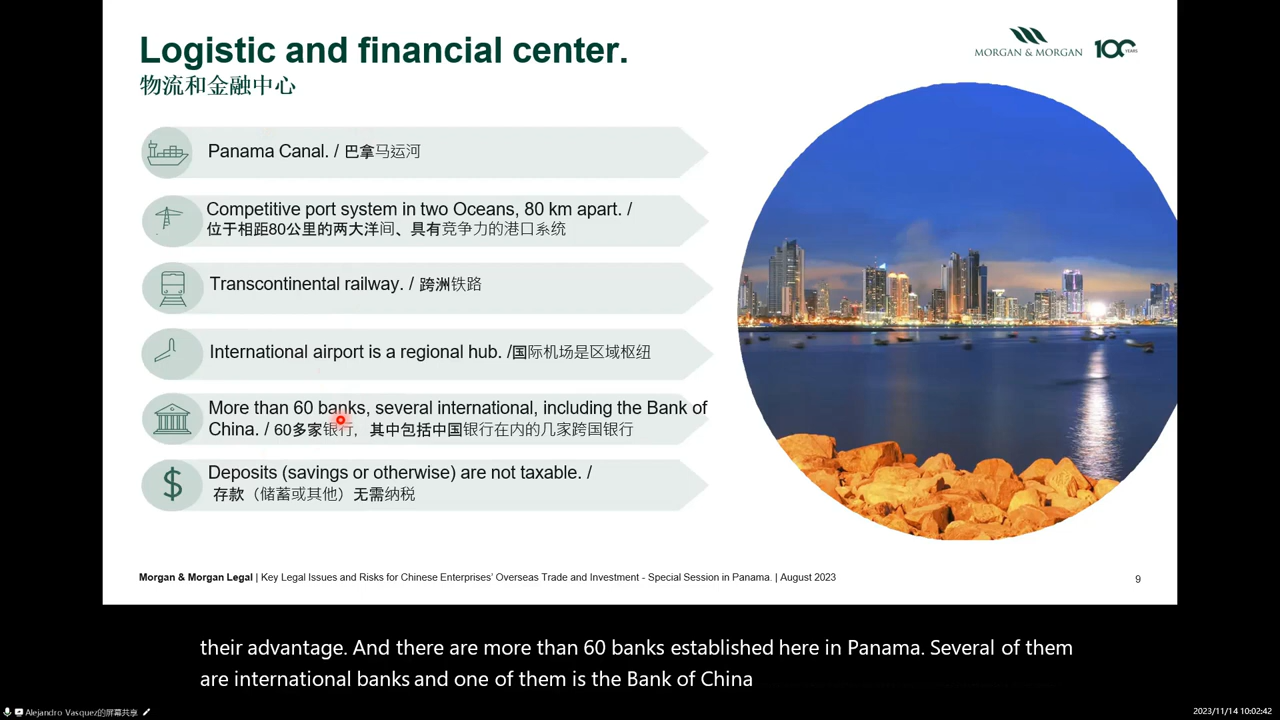 Logistic and financial center.
物流和金融中心
MORGAN & MORGAN
100 YEARS
Panama Canal. / 巴拿马运河
Competitive port system in two Oceans, 80 km apart. /
位于相距80公里的两大洋间、具有竞争力的港口系统
Transcontinental railway. / 跨洲铁路
International airport is a regional hub. /国际机场是区域枢纽
More than 60 banks, several international, including the Bank of
China. / 60多家银行，其中包括中国银行在内的几家跨国银行
$ Deposits (savings or otherwise) are not taxable. /
存款（储蓄或其他）无需纳税
Morgan & Morgan Legal | Key Legal Issues and Risks for Chinese Enterprises' Overseas Trade and Investment - Special Session in Panama. | August 2023
9
their advantage. And there are more than 60 banks established here in Panama. Several of them
are international banks and one of them is the Bank of China
Alejandro Vasquez的屏幕共享
2023/11/14 10:02:42